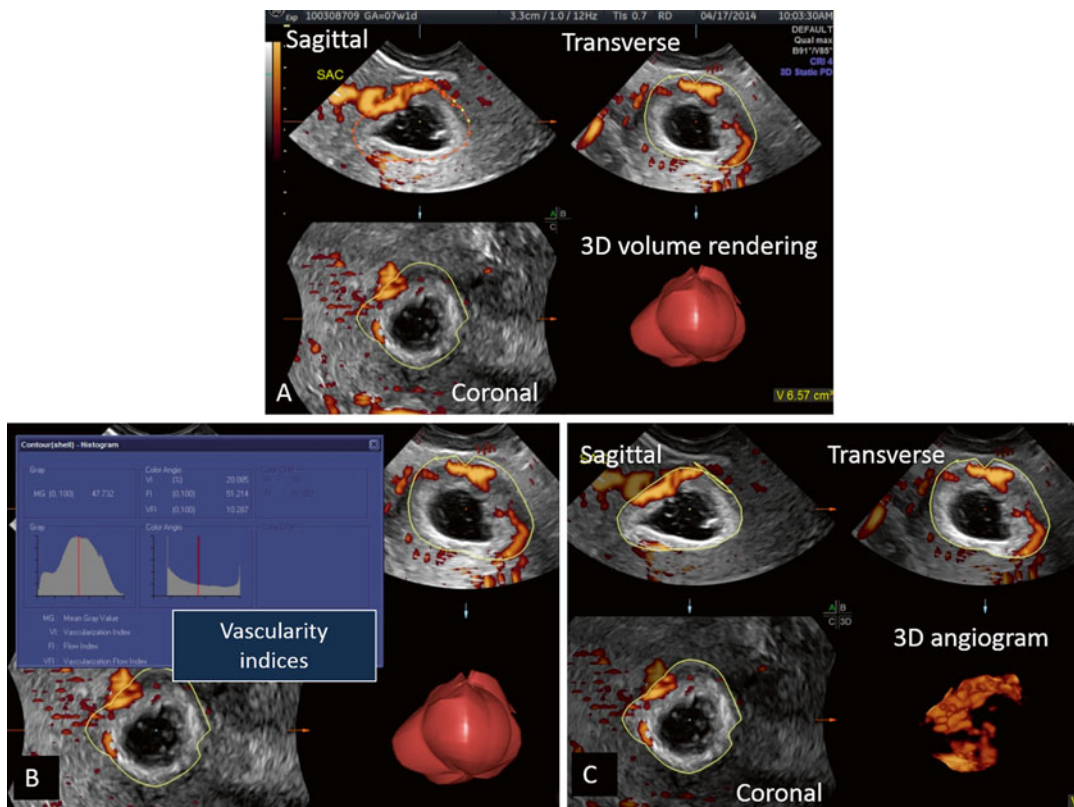 Exp 100308709 GA=07w1d 3.3cm / 1.0 / 12Hz TIs 0.7 RD 04/17/2014 10:03:30AM
DEFAULT
Qual max
B91°/V85°
CRI 4
3D Static PD
Sagittal
Transverse
SAC
A B
C
3D volume rendering
A
Coronal
V 6.57 cm³
Contour(shell) - Histogram
Gray
MG (0,100) 47.732
Color Angio
VI (%) 20.085
FI (0,100) 51.214
VFI (0,100) 10.287
Gray
Color Angio
MG : Mean Gray Value
VI : Vascularization Index
FI : Flow Index
VFI : Vascularization Flow Index
Vascularity
indices
B
Sagittal
Transverse
A B
C 3D
3D angiogram
C
Coronal
V